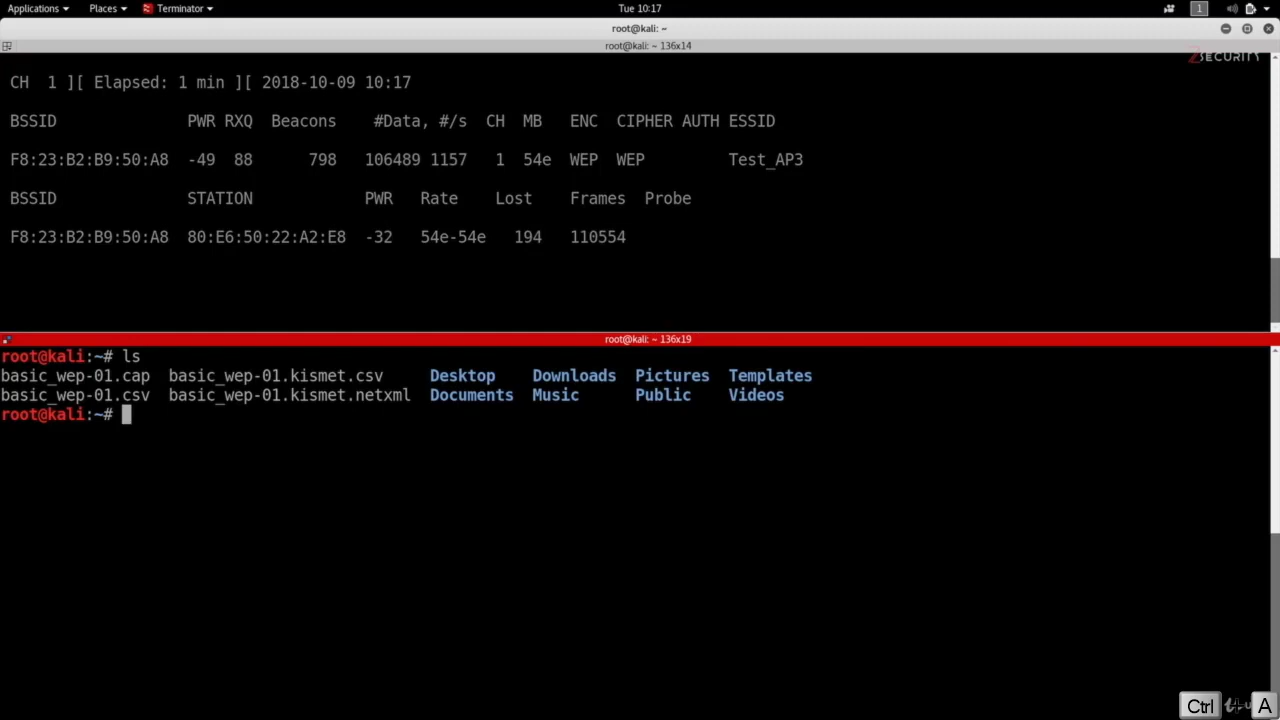 Applications Places Terminator Tue 10:17 1
root@kali: ~
root@kali: ~ 136x14
ZSECURITY
CH 1 ][ Elapsed: 1 min ][ 2018-10-09 10:17
BSSID PWR RXQ Beacons #Data, #/s CH MB ENC CIPHER AUTH ESSID
F8:23:B2:B9:50:A8 -49 88 798 106489 1157 1 54e WEP WEP Test_AP3
BSSID STATION PWR Rate Lost Frames Probe
F8:23:B2:B9:50:A8 80:E6:50:22:A2:E8 -32 54e-54e 194 110554
root@kali: ~ 136x19
root@kali:~# ls
basic_wep-01.cap basic_wep-01.kismet.csv Desktop Downloads Pictures Templates
basic_wep-01.csv basic_wep-01.kismet.netxml Documents Music Public Videos
root@kali:~#
Ctrl + A